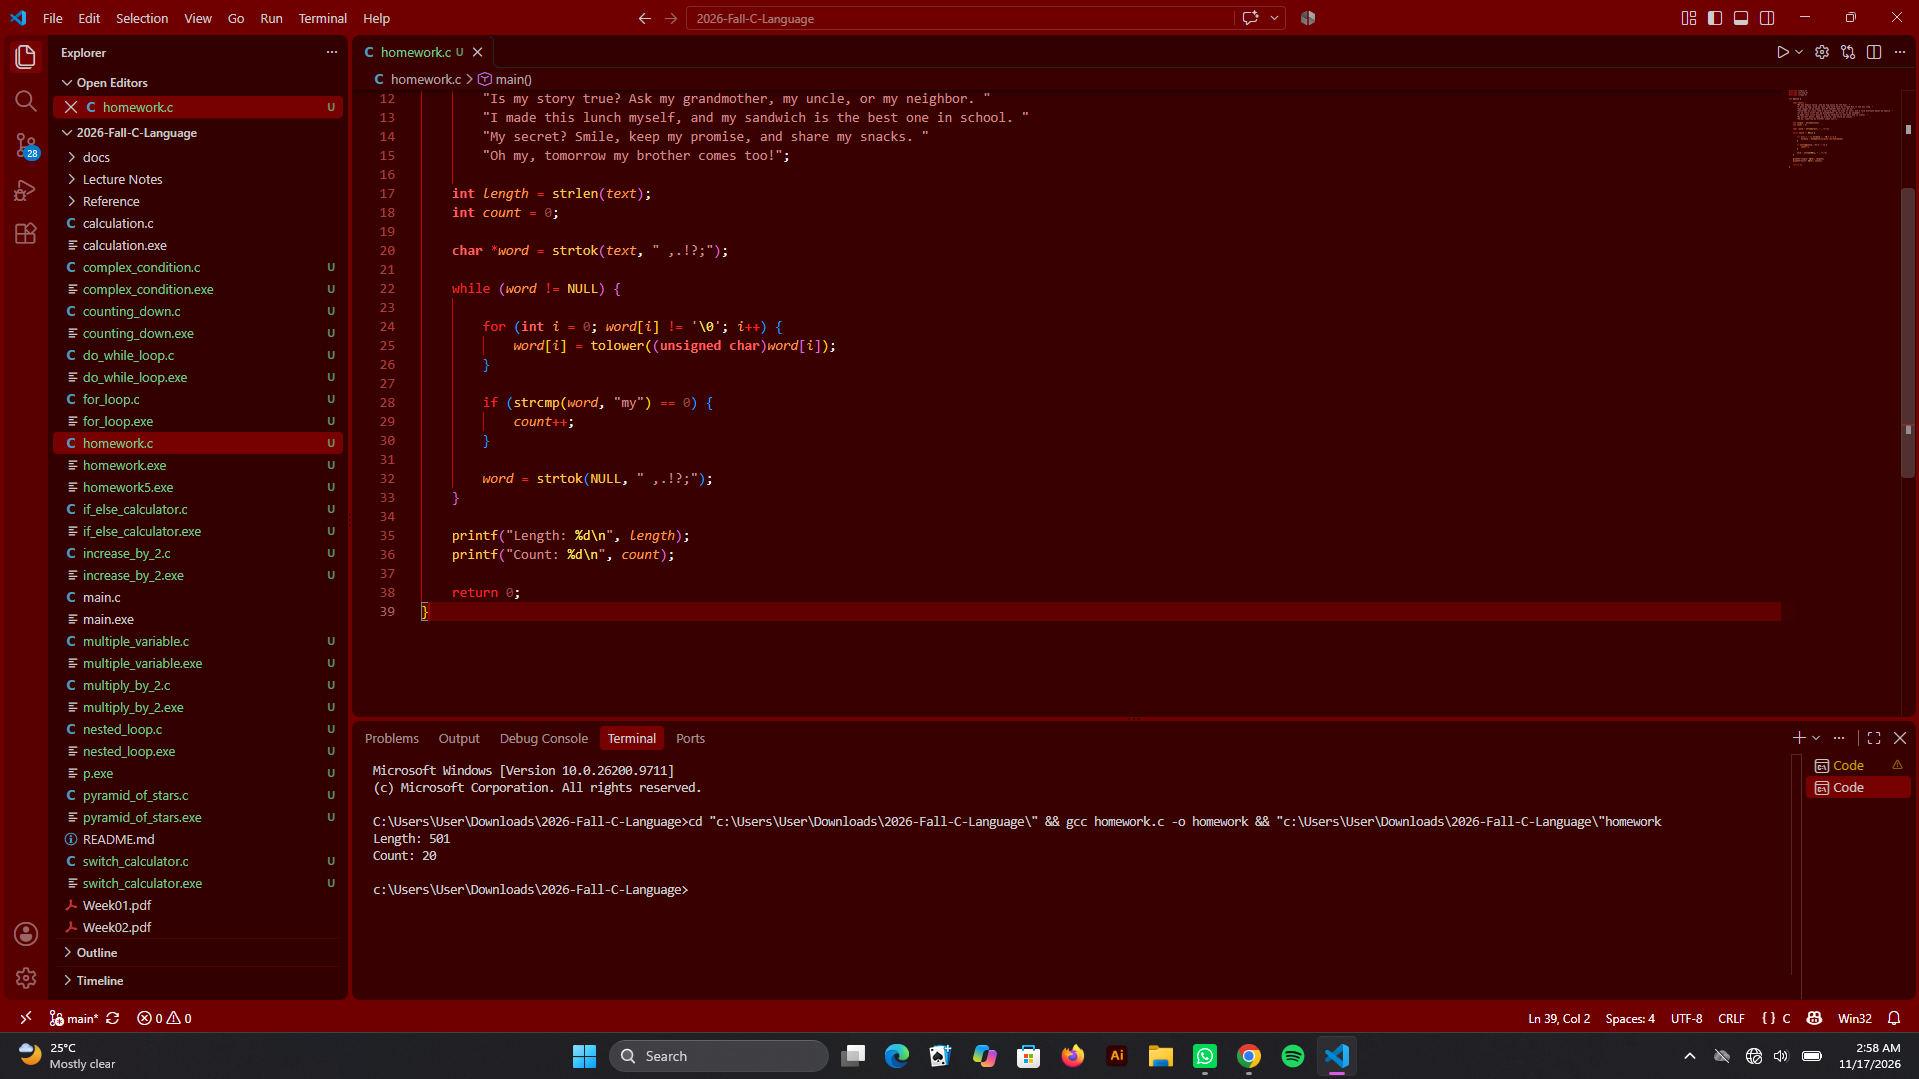 File Edit Selection View Go Run Terminal Help
2026-Fall-C-Language
Explorer
Open Editors
homework.c U
2026-Fall-C-Language
docs
Lecture Notes
Reference
calculation.c
calculation.exe
complex_condition.c U
complex_condition.exe U
counting_down.c U
counting_down.exe U
do_while_loop.c U
do_while_loop.exe U
for_loop.c U
for_loop.exe U
homework.c U
homework.exe U
homework5.exe U
if_else_calculator.c U
if_else_calculator.exe U
increase_by_2.c U
increase_by_2.exe U
main.c
main.exe
multiple_variable.c U
multiple_variable.exe U
multiply_by_2.c U
multiply_by_2.exe U
nested_loop.c U
nested_loop.exe U
p.exe U
pyramid_of_stars.c U
pyramid_of_stars.exe U
README.md
switch_calculator.c U
switch_calculator.exe U
Week01.pdf
Week02.pdf
Outline
Timeline
28
C homework.c U
C homework.c > main()
12 "Is my story true? Ask my grandmother, my uncle, or my neighbor. "
13 "I made this lunch myself, and my sandwich is the best one in school. "
14 "My secret? Smile, keep my promise, and share my snacks. "
15 "Oh my, tomorrow my brother comes too!";
16
17 int length = strlen(text);
18 int count = 0;
19
20 char *word = strtok(text, " ,.!?;");
21
22 while (word != NULL) {
23
24 for (int i = 0; word[i] != '\0'; i++) {
25 word[i] = tolower((unsigned char)word[i]);
26 }
27
28 if (strcmp(word, "my") == 0) {
29 count++;
30 }
31
32 word = strtok(NULL, " ,.!?;");
33 }
34
35 printf("Length: %d\n", length);
36 printf("Count: %d\n", count);
37
38 return 0;
39 }
Problems Output Debug Console Terminal Ports
Microsoft Windows [Version 10.0.26200.9711]
(c) Microsoft Corporation. All rights reserved.
C:\Users\User\Downloads\2026-Fall-C-Language>cd "c:\Users\User\Downloads\2026-Fall-C-Language\" && gcc homework.c -o homework && "c:\Users\User\Downloads\2026-Fall-C-Language\"homework
Length: 501
Count: 20
c:\Users\User\Downloads\2026-Fall-C-Language>
Code
Code
main* 0 0
Ln 39, Col 2 Spaces: 4 UTF-8 CRLF { } C Win32
25°C
Mostly clear
Search
Ai
2:58 AM
11/17/2026